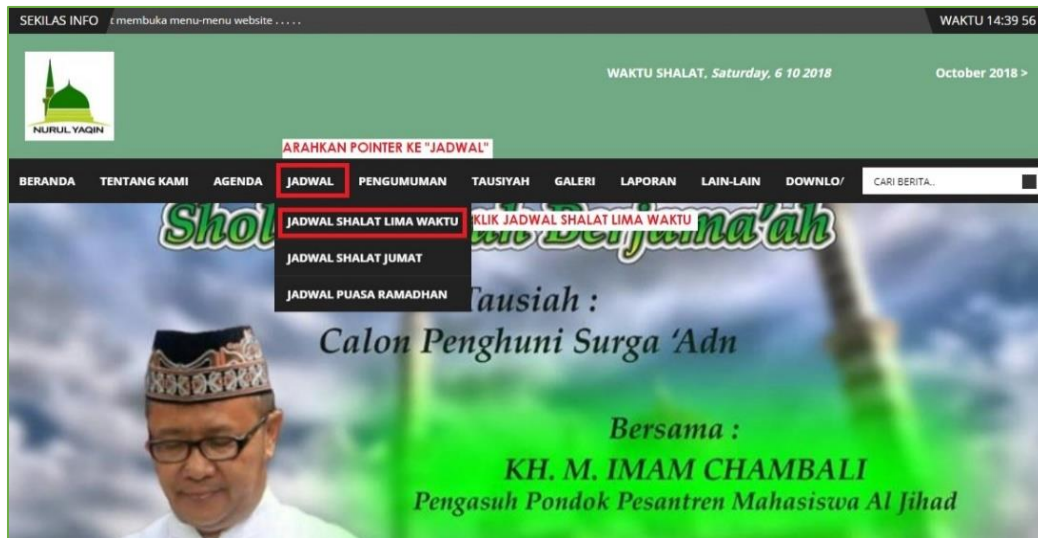 SEKILAS INFO t membuka menu-menu website . . . . . WAKTU 14:39 56
WAKTU SHALAT, Saturday, 6 10 2018 October 2018 >
NURUL YAQIN
ARAHKAN POINTER KE "JADWAL"
BERANDA TENTANG KAMI AGENDA JADWAL PENGUMUMAN TAUSIYAH GALERI LAPORAN LAIN-LAIN DOWNLO/ CARI BERITA..
JADWAL SHALAT LIMA WAKTU KLIK JADWAL SHALAT LIMA WAKTU
Berjama'ah
JADWAL SHALAT JUMAT
JADWAL PUASA RAMADHAN
Tausiah :
Calon Penghuni Surga 'Adn
Bersama :
KH. M. IMAM CHAMBALI
Pengasuh Pondok Pesantren Mahasiswa Al Jihad